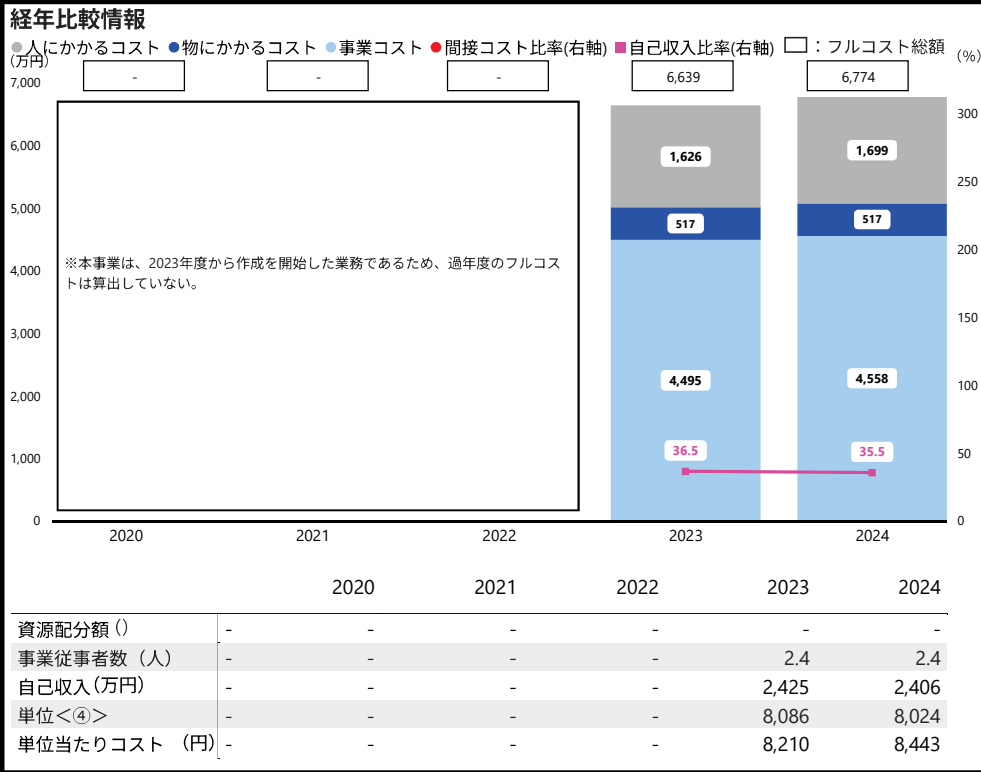 経年比較情報
人にかかるコスト 物にかかるコスト 事業コスト 間接コスト比率(右軸) 自己収入比率(右軸) ：フルコスト総額
(万円) (%)
- - - 6,639 6,774
7,000
6,000
5,000
4,000
3,000
2,000
1,000
0
300
250
200
150
100
50
0
※本事業は、2023年度から作成を開始した業務であるため、過年度のフルコス
トは算出していない。
1,626 1,699
517 517
4,495 4,558
36.5 35.5
2020 2021 2022 2023 2024
2020 2021 2022 2023 2024
資源配分額 () - - - - - -
事業従事者数（人） - - - - 2.4 2.4
自己収入(万円) - - - - 2,425 2,406
単位＜④＞ - - - - 8,086 8,024
単位当たりコスト (円) - - - - 8,210 8,443